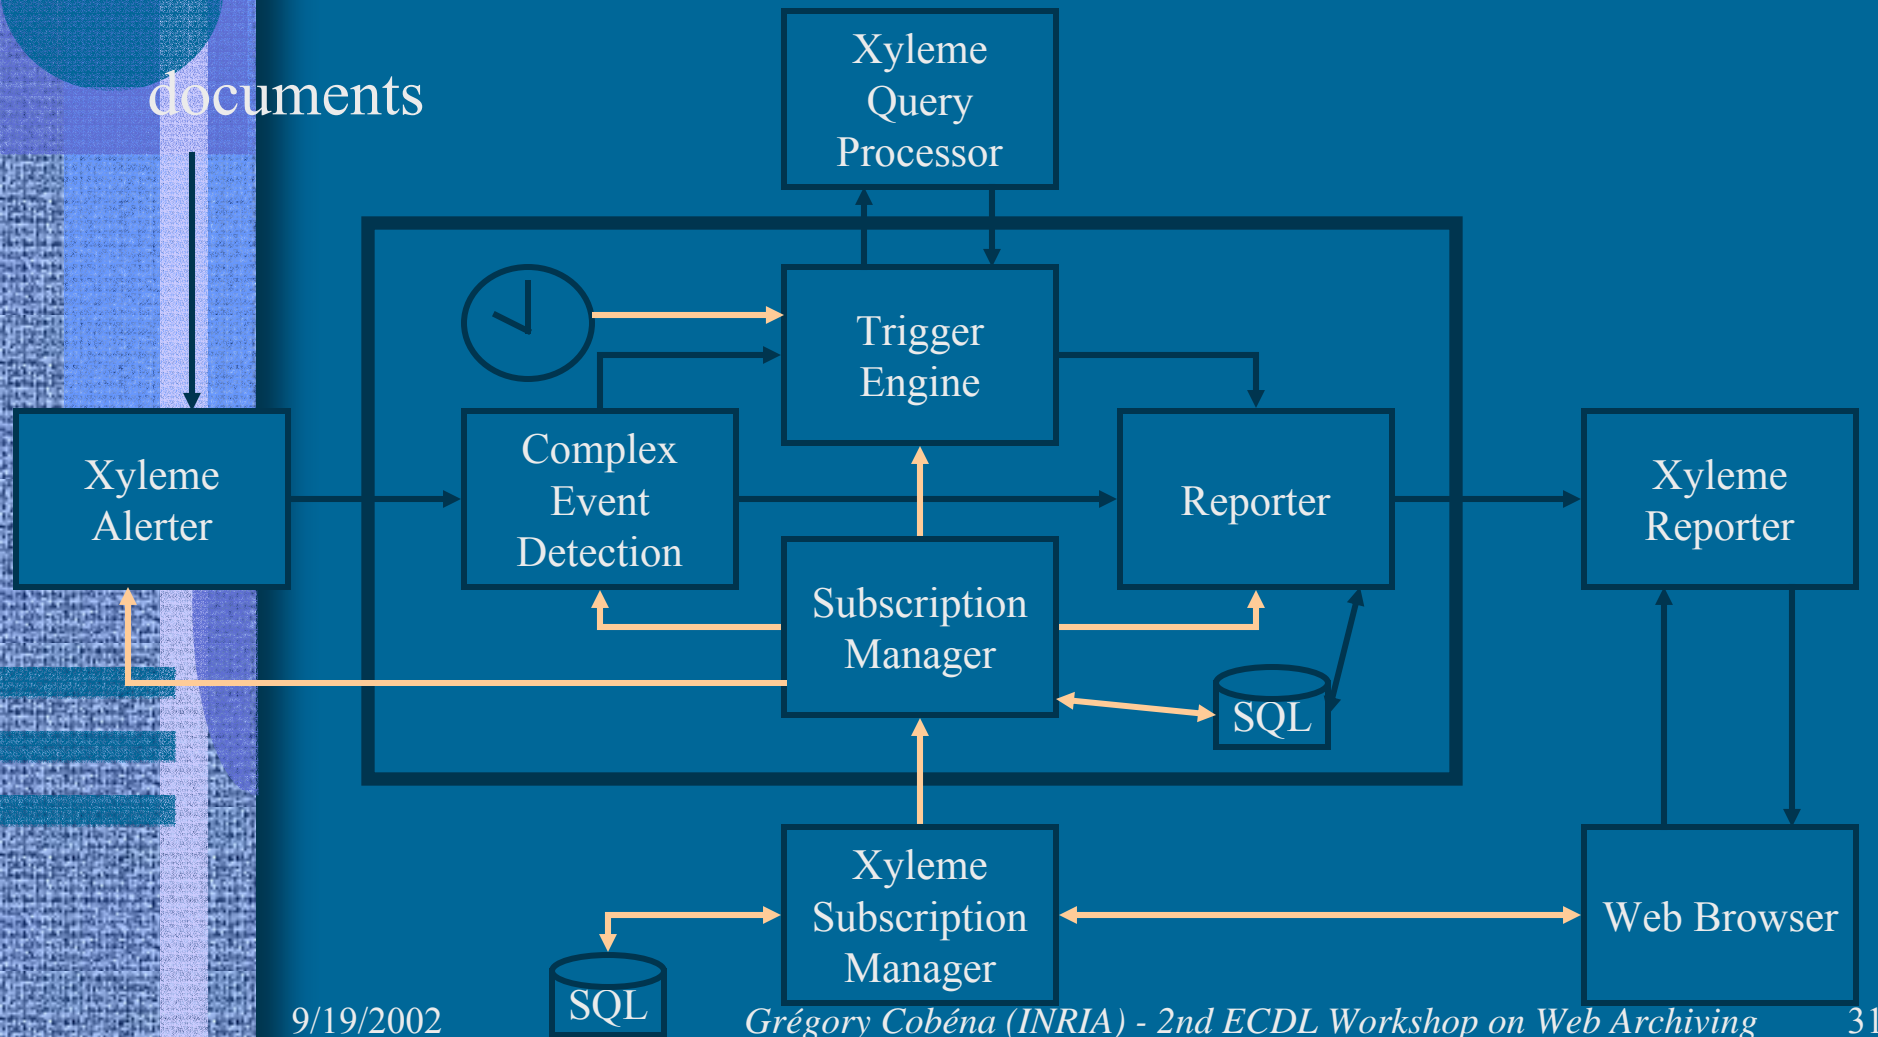 documents
Xyleme
Query
Processor
Trigger
Engine
Xyleme
Alerter
Complex
Event
Detection
Reporter
Xyleme
Reporter
Subscription
Manager
SQL
Xyleme
Subscription
Manager
Web Browser
SQL
9/19/2002
Grégory Cobéna (INRIA) - 2nd ECDL Workshop on Web Archiving
31